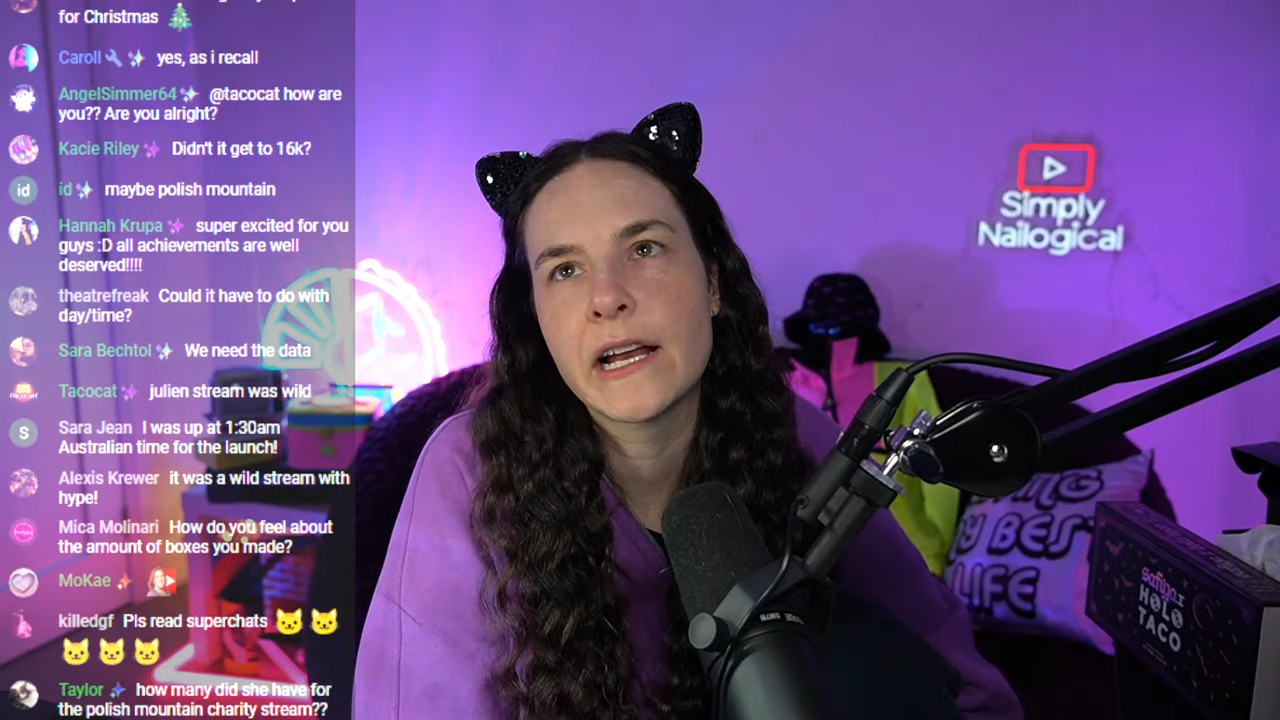 for Christmas
Caroll yes, as i recall
AngelSimmer64 @tacocat how are
you?? Are you alright?
Kacie Riley Didn't it get to 16k?
id
id maybe polish mountain
Hannah Krupa super excited for you
guys :D all achievements are well
deserved!!!!
theatrefreak Could it have to do with
day/time?
Sara Bechtol We need the data
Tacocat julien stream was wild
S
Sara Jean I was up at 1:30am
Australian time for the launch!
Alexis Krewer it was a wild stream with
hype!
Mica Molinari How do you feel about
the amount of boxes you made?
MoKae
killedgf Pls read superchats
Taylor how many did she have for
the polish mountain charity stream??
Simply
Nailogical
BEST
LIFE
HOLO
TACO